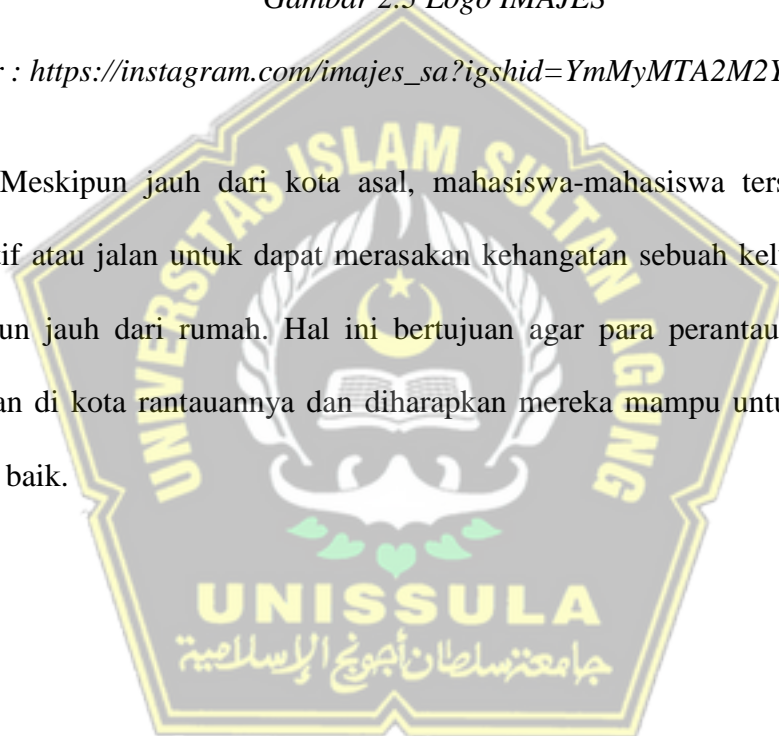 Gambar 2.3 Logo IMAJES
: https://instagram.com/imajes_sa?igshid=YmMyMTA2M2Y
Meskipun jauh dari kota asal, mahasiswa-mahasiswa ters
tif atau jalan untuk dapat merasakan kehangatan sebuah kel
un jauh dari rumah. Hal ini bertujuan agar para perantau
an di kota rantauannya dan diharapkan mereka mampu untu
baik.
UNIVERSITAS ISLAM SULTAN AGUNG
UNISSULA
جامعة سلطان أجونج الإسلامية